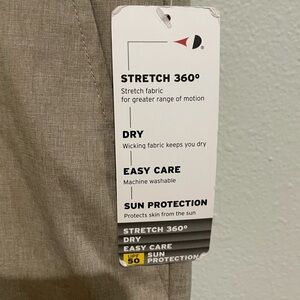 STRETCH 360°
Stretch fabric
for greater range of motion
DRY
Wicking fabric keeps you dry
EASY CARE
Machine washable
SUN PROTECTION
Protects skin from the sun
STRETCH 360°
DRY
EASY CARE
UPF 50 SUN
PROTECTION